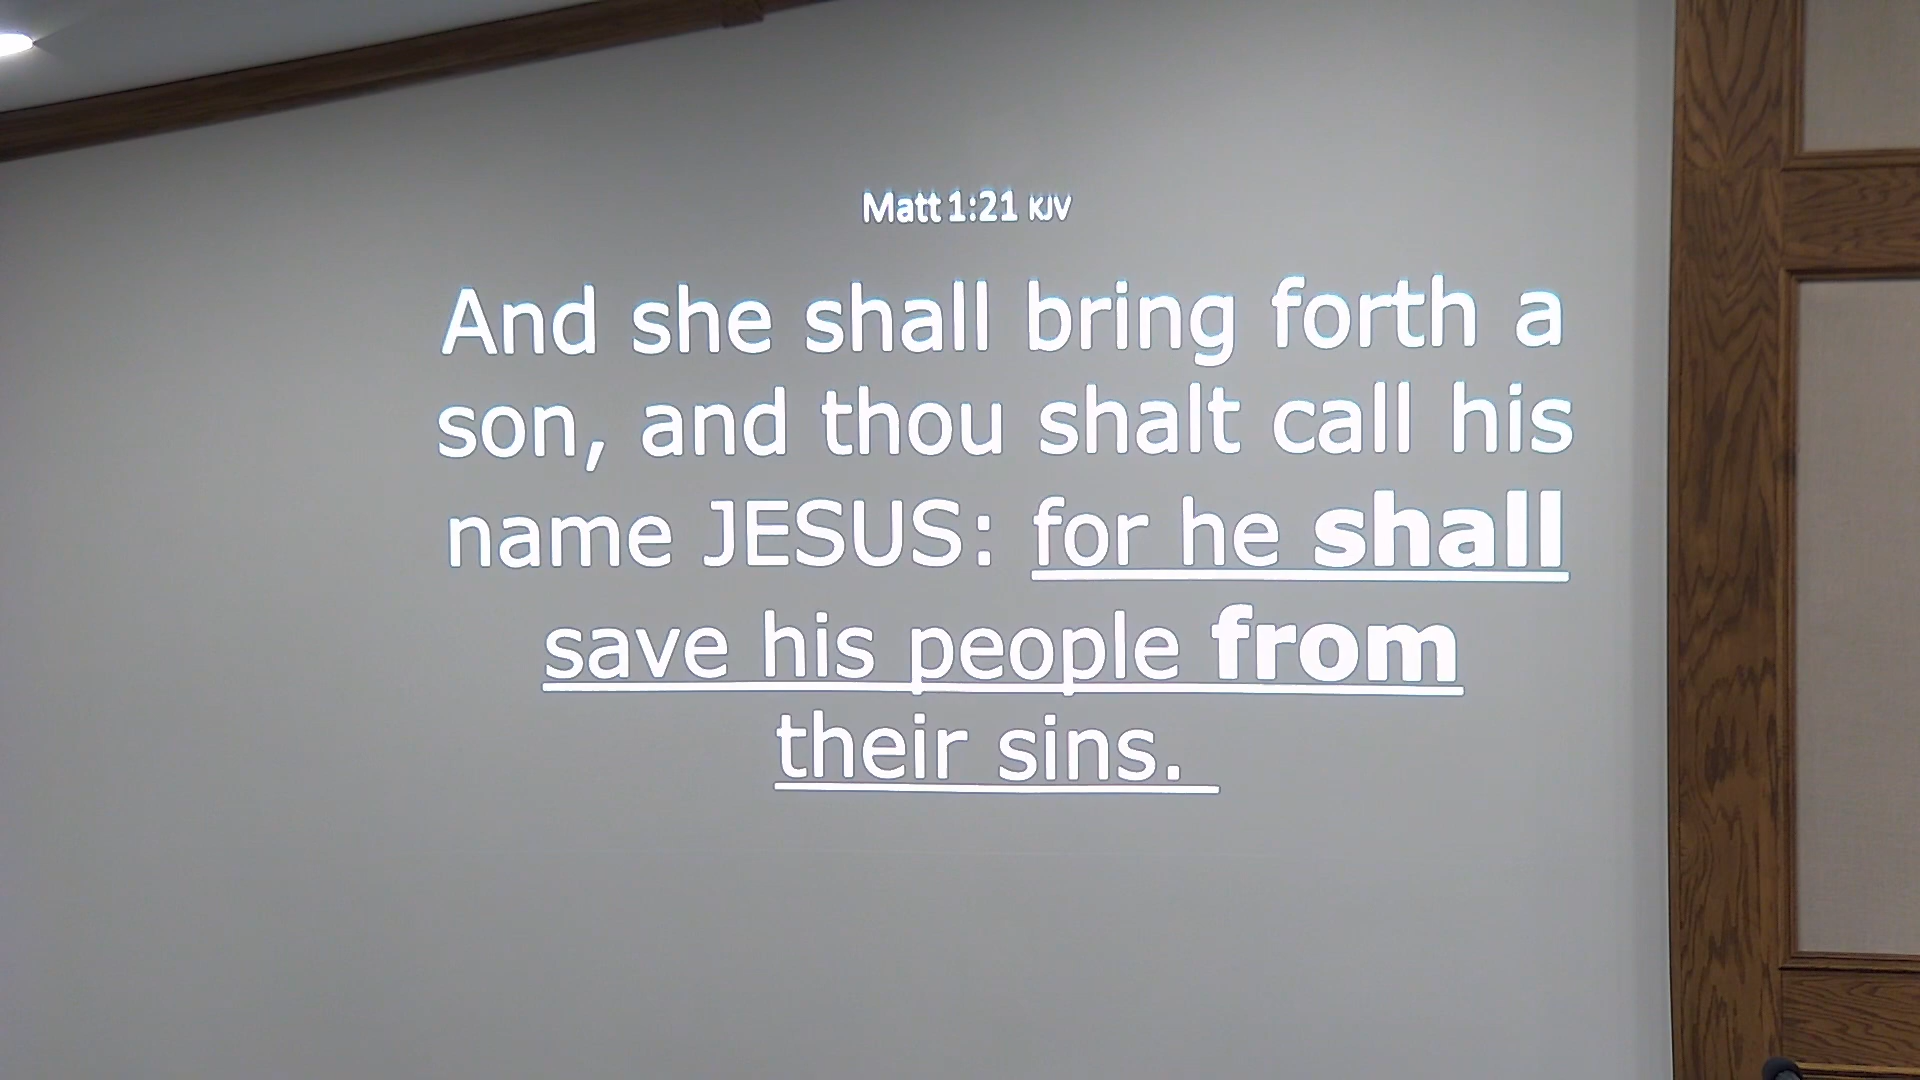 Matt 1:21 KJV
And she shall bring forth a
son, and thou shalt call his
name JESUS: for he shall
save his people from
their sins.